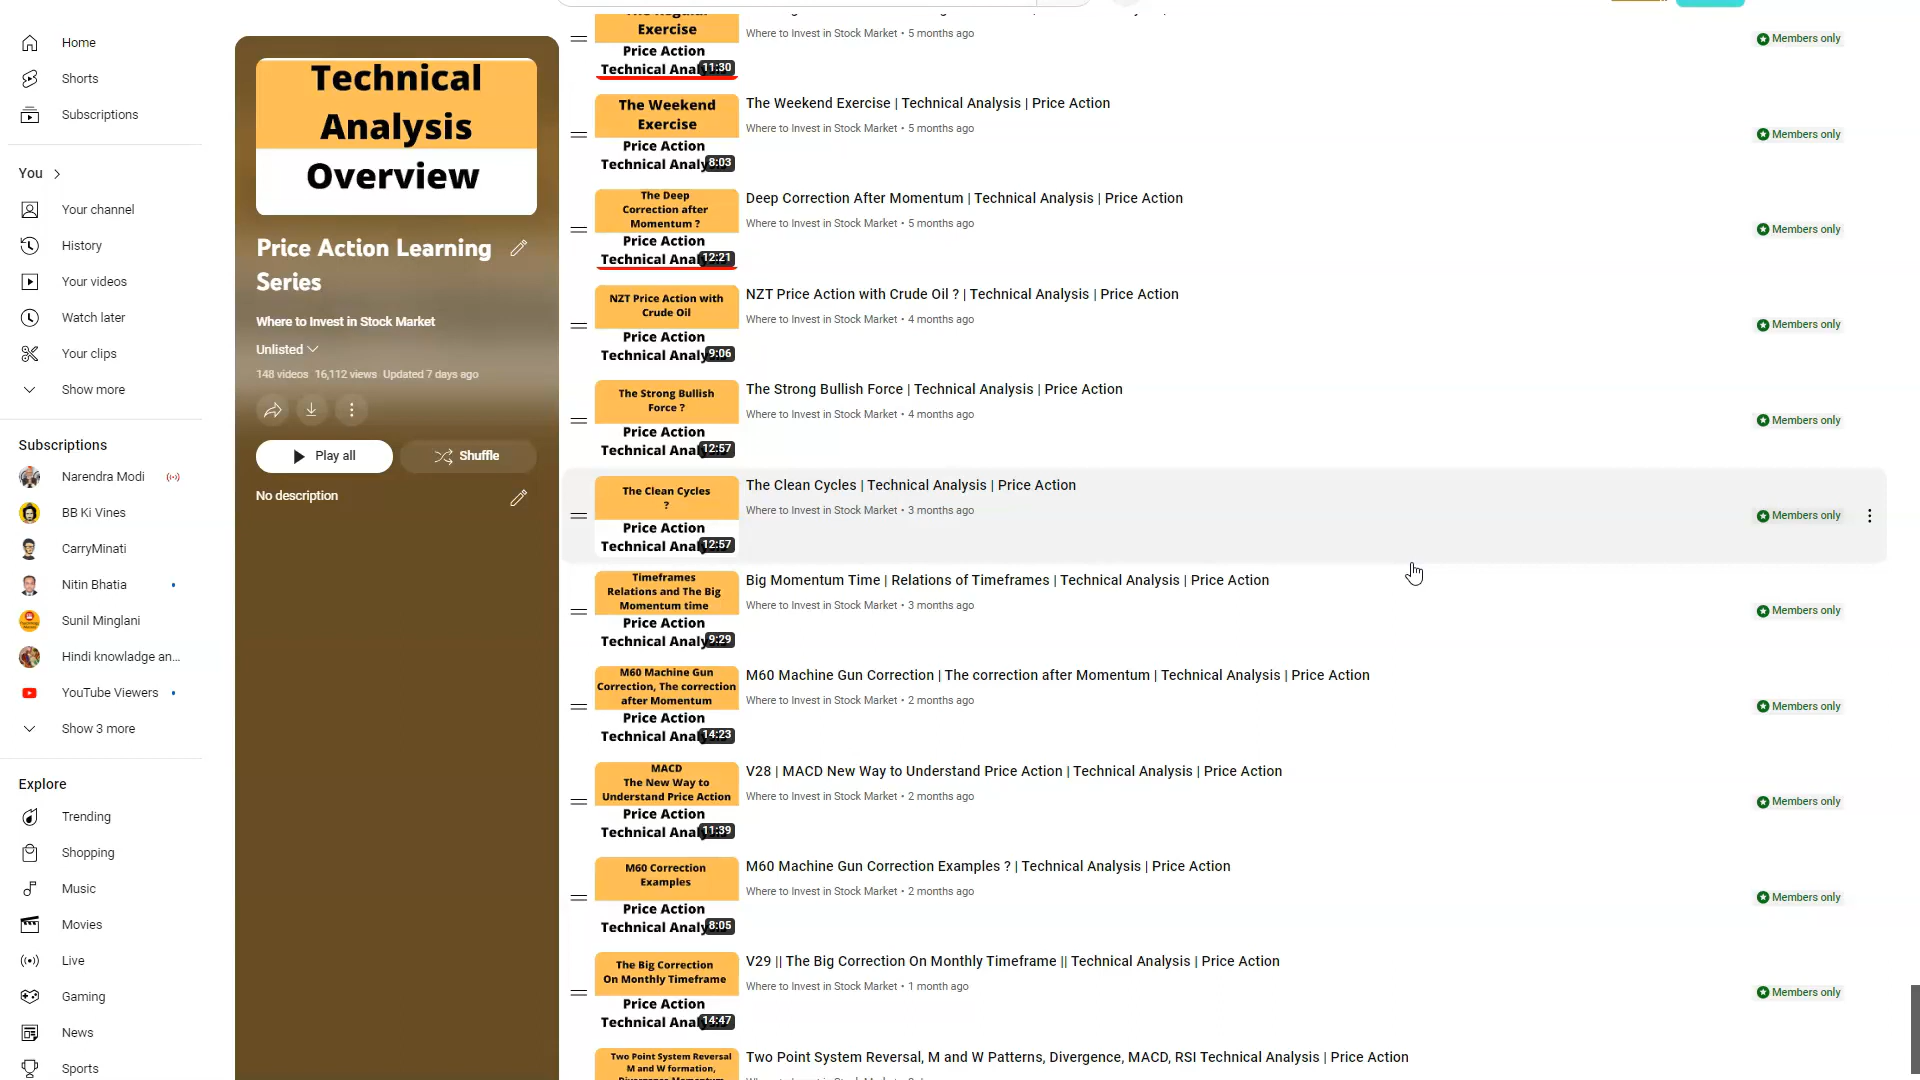 Home
Shorts
Subscriptions
You
Your channel
History
Your videos
Watch later
Your clips
Show more
Subscriptions
Narendra Modi
BB Ki Vines
CarryMinati
Nitin Bhatia
Sunil Minglani
Hindi knowladge an...
YouTube Viewers
Show 3 more
Explore
Trending
Shopping
Music
Movies
Live
Gaming
News
Sports
Technical
Analysis
Overview
Price Action Learning
Series
Where to Invest in Stock Market
Unlisted
148 videos 16,112 views Updated 7 days ago
Play all
Shuffle
No description
Exercise
Price Action
Technical Analy
11:30
Where to Invest in Stock Market • 5 months ago
Members only
The Weekend
Exercise
Price Action
Technical Analy
8:03
The Weekend Exercise | Technical Analysis | Price Action
Where to Invest in Stock Market • 5 months ago
Members only
The Deep
Correction after
Momentum ?
Price Action
Technical Analy
12:21
Deep Correction After Momentum | Technical Analysis | Price Action
Where to Invest in Stock Market • 5 months ago
Members only
NZT Price Action with
Crude Oil
Price Action
Technical Analy
9:06
NZT Price Action with Crude Oil ? | Technical Analysis | Price Action
Where to Invest in Stock Market • 4 months ago
Members only
The Strong Bullish
Force ?
Price Action
Technical Analy
12:57
The Strong Bullish Force | Technical Analysis | Price Action
Where to Invest in Stock Market • 4 months ago
Members only
The Clean Cycles
?
Price Action
Technical Analy
12:57
The Clean Cycles | Technical Analysis | Price Action
Where to Invest in Stock Market • 3 months ago
Members only
Timeframes
Relations and The Big
Momentum time
Price Action
Technical Analy
9:29
Big Momentum Time | Relations of Timeframes | Technical Analysis | Price Action
Where to Invest in Stock Market • 3 months ago
Members only
M60 Machine Gun
Correction, The correction
after Momentum
Price Action
Technical Analy
14:23
M60 Machine Gun Correction | The correction after Momentum | Technical Analysis | Price Action
Where to Invest in Stock Market • 2 months ago
Members only
MACD
The New Way to
Understand Price Action
Price Action
Technical Analy
11:39
V28 | MACD New Way to Understand Price Action | Technical Analysis | Price Action
Where to Invest in Stock Market • 2 months ago
Members only
M60 Correction
Examples
Price Action
Technical Analy
8:05
M60 Machine Gun Correction Examples ? | Technical Analysis | Price Action
Where to Invest in Stock Market • 2 months ago
Members only
The Big Correction
On Monthly Timeframe
Price Action
Technical Analy
14:47
V29 || The Big Correction On Monthly Timeframe || Technical Analysis | Price Action
Where to Invest in Stock Market • 1 month ago
Members only
Two Point System Reversal
M and W formation,
Two Point System Reversal, M and W Patterns, Divergence, MACD, RSI Technical Analysis | Price Action